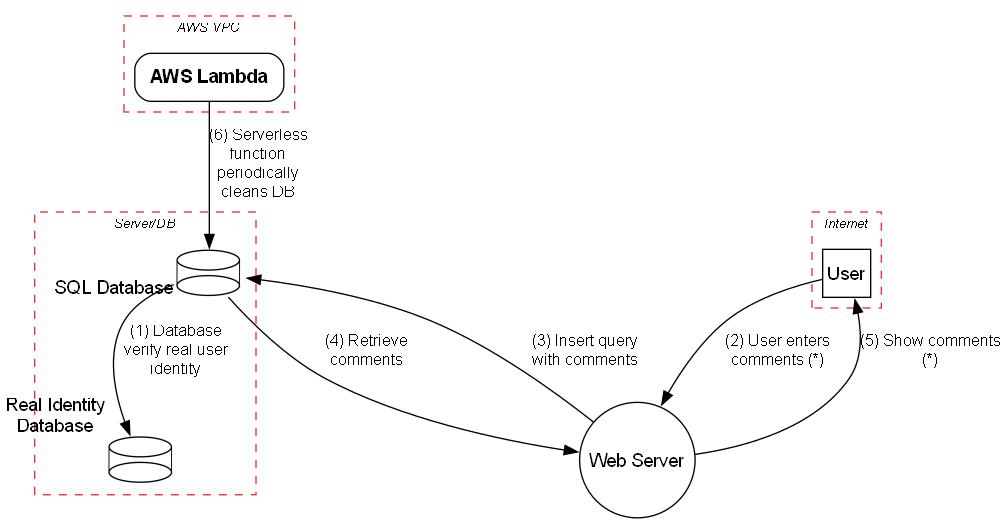 AWS VPC
AWS Lambda
(6) Serverless
function
periodically
cleans DB
Server/DB
Internet
User
SQL Database
(1) Database
verify real user
identity
(4) Retrieve
comments
(3) Insert query
with comments
(2) User enters
comments (*)
(5) Show comments
(*)
Real Identity
Database
Web Server